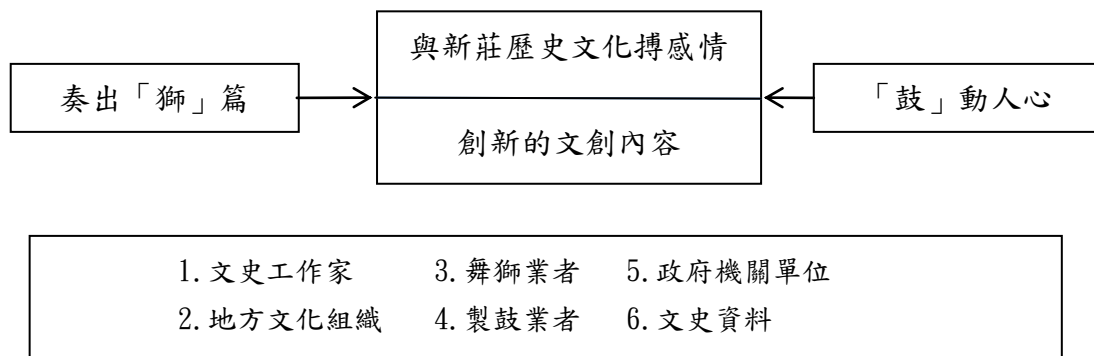 與新莊歷史文化搏感情
奏出「獅」篇
「鼓」動人心
創新的文創內容
1.文史工作家 3.舞獅業者 5.政府機關單位
2.地方文化組織 4.製鼓業者 6.文史資料